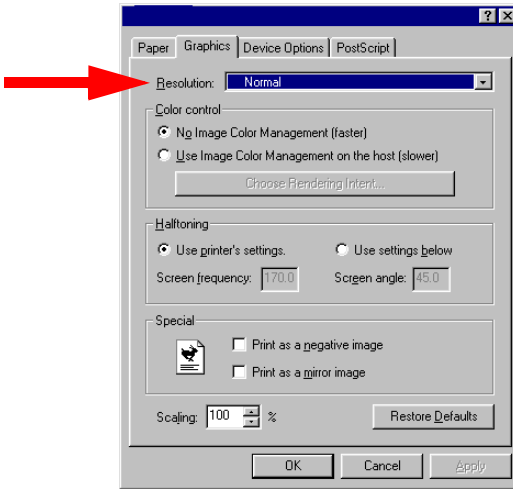 Paper Graphics Device Options PostScript
Resolution: Normal
Color control
No Image Color Management (faster)
Use Image Color Management on the host (slower)
Choose Rendering Intent...
Halftoning
Use printer's settings. Use settings below
Screen frequency: 170.0 Screen angle: 45.0
Special
Print as a negative image
Print as a mirror image
Scaling: 100 % Restore Defaults
OK Cancel Apply